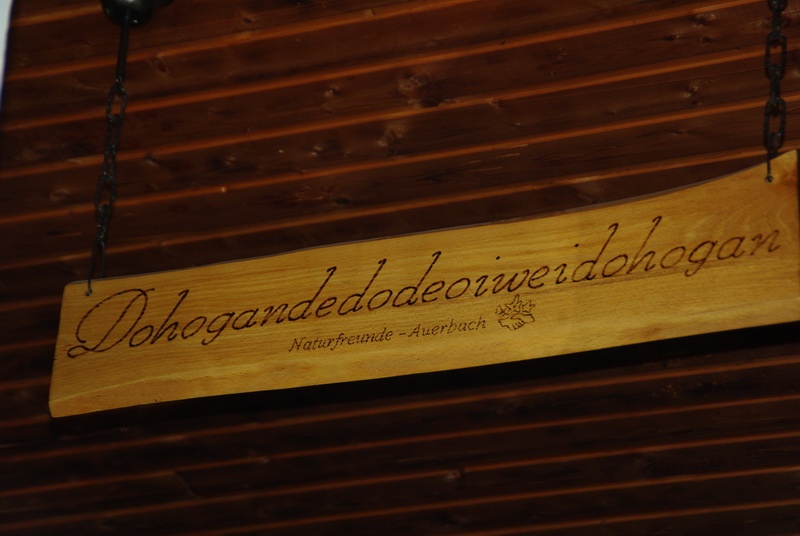 Dohogandedodeoiweidohogan
Naturfreunde - Auerbach